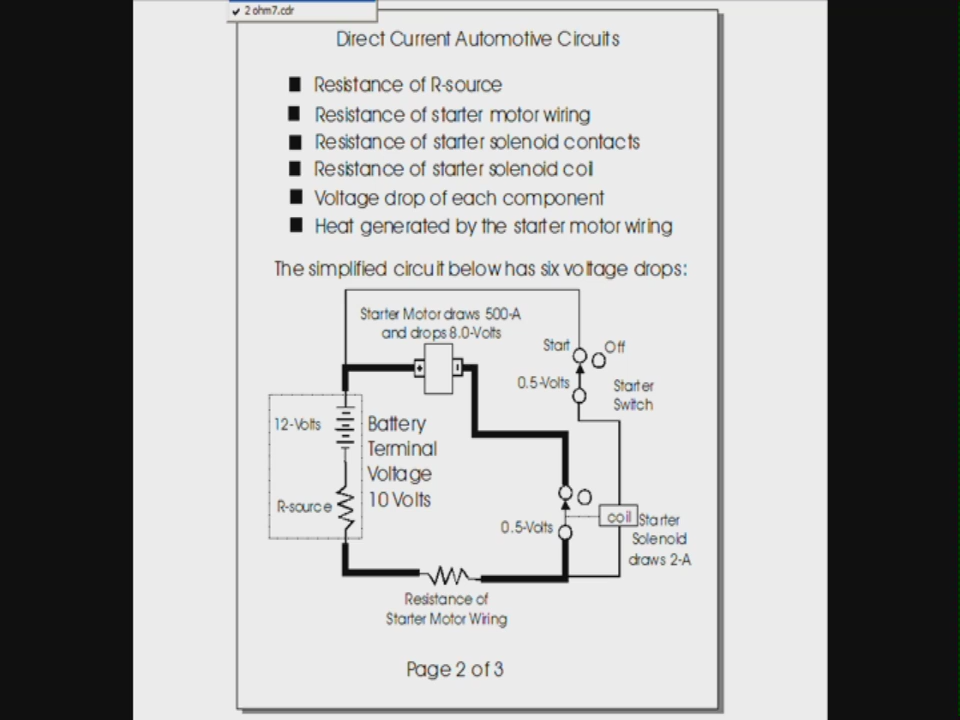 ✔ 2 ohm7.cdr
Direct Current Automotive Circuits
■ Resistance of R-source
■ Resistance of starter motor wiring
■ Resistance of starter solenoid contacts
■ Resistance of starter solenoid coil
■ Voltage drop of each component
■ Heat generated by the starter motor wiring
The simplified circuit below has six voltage drops:
Starter Motor draws 500-A
and drops 8.0-Volts
Start
Off
0.5-Volts
Starter
Switch
12-Volts
Battery
Terminal
Voltage
10 Volts
R-source
+
-
0.5-Volts
coil
Starter
Solenoid
draws 2-A
Resistance of
Starter Motor Wiring
Page 2 of 3